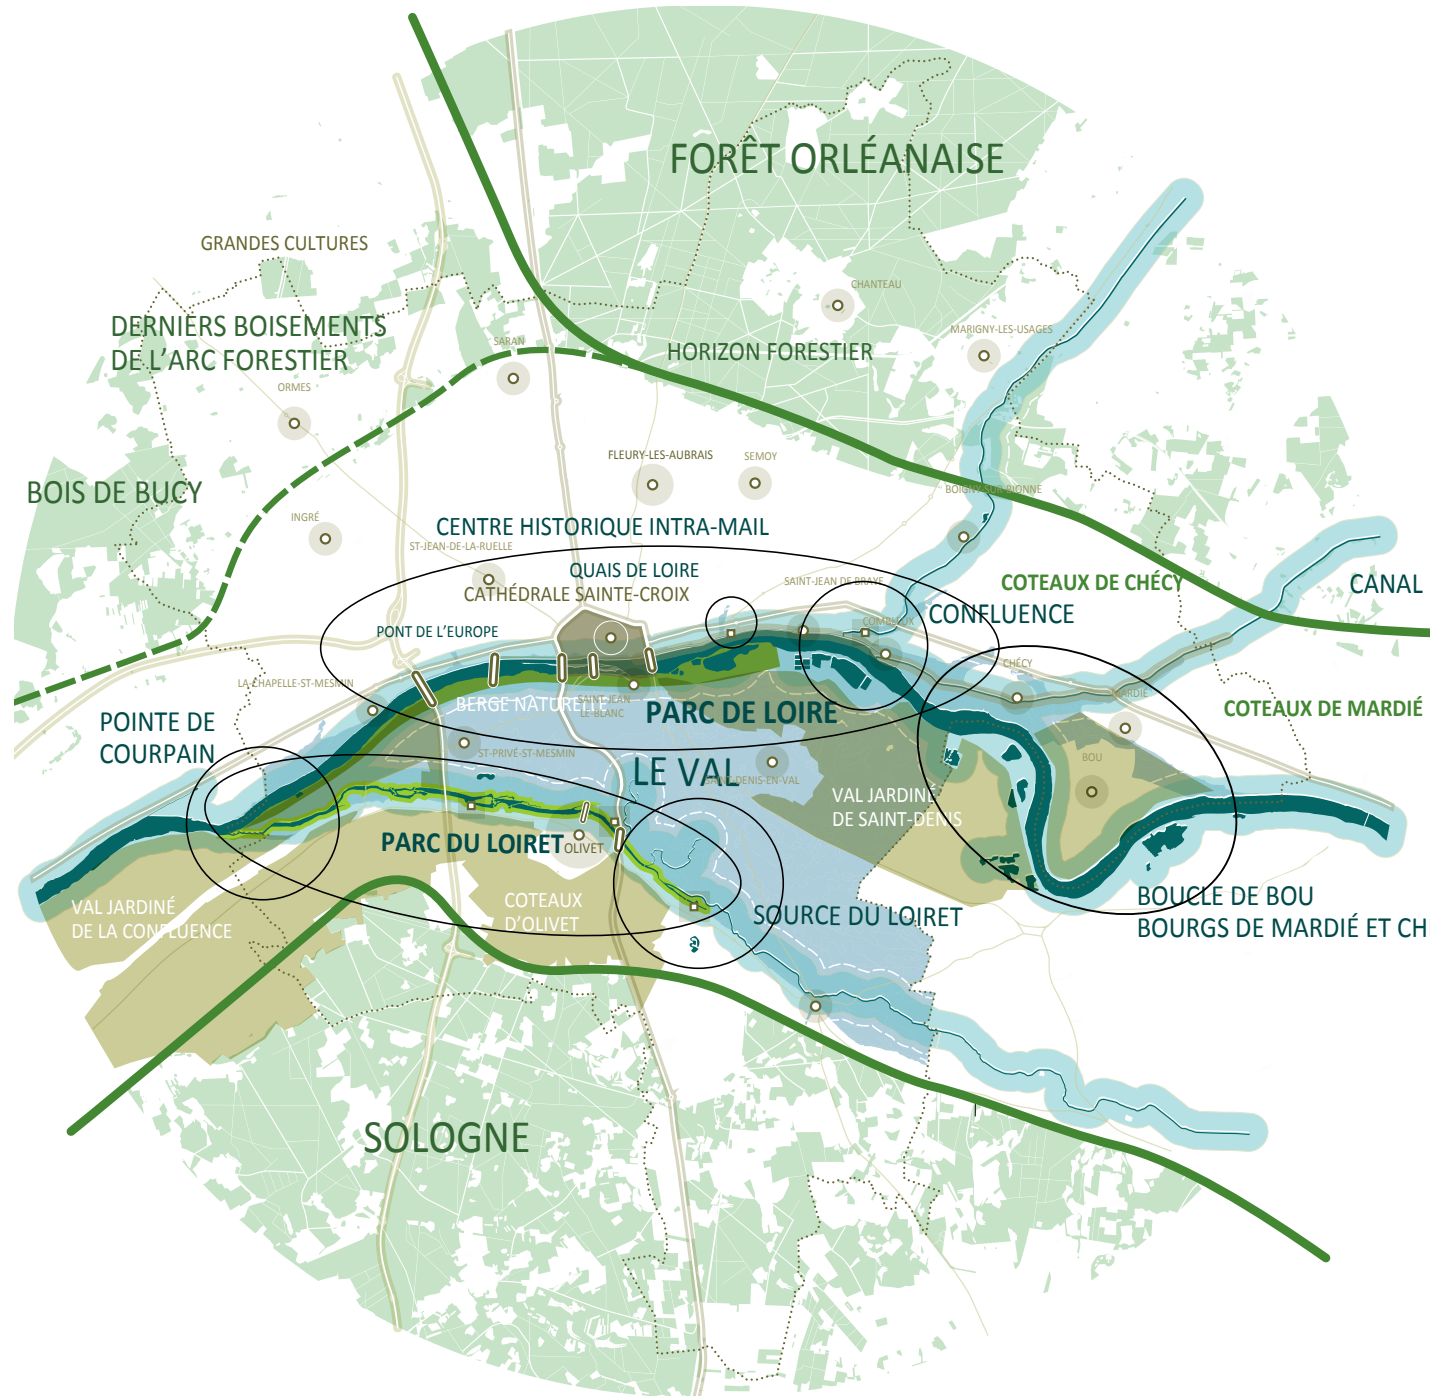 FORÊT ORLÉANAISE
GRANDES CULTURES
CHANTEAU
DERNIERS BOISEMENTS
DE L'ARC FORESTIER
MARIGNY-LES-USAGES
SARAN
HORIZON FORESTIER
ORMES
FLEURY-LES-AUBRAIS
SEMOY
BOIS DE BUCY
BOIGNY-SUR-BIONNE
INGRÉ
CENTRE HISTORIQUE INTRA-MAIL
ST-JEAN-DE-LA-RUELLE
QUAIS DE LOIRE
CATHÉDRALE SAINTE-CROIX
SAINT-JEAN DE BRAYE
COTEAUX DE CHÉCY
CANAL
CONFLUENCE
COMBLEUX
PONT DE L'EUROPE
CHÉCY
LA-CHAPELLE-ST-MESMIN
MARDIÉ
BERGE NATURELLE
SAINT-JEAN
LE-BLANC
PARC DE LOIRE
COTEAUX DE MARDIÉ
POINTE DE
COURPAIN
ST-PRIVÉ-ST-MESMIN
LE VAL
SAINT-DENIS-EN-VAL
BOU
VAL JARDINÉ
DE SAINT-DENIS
PARC DU LOIRET
OLIVET
VAL JARDINÉ
DE LA CONFLUENCE
COTEAUX
D'OLIVET
SOURCE DU LOIRET
BOUCLE DE BOU
BOURGS DE MARDIÉ ET CH
SOLOGNE